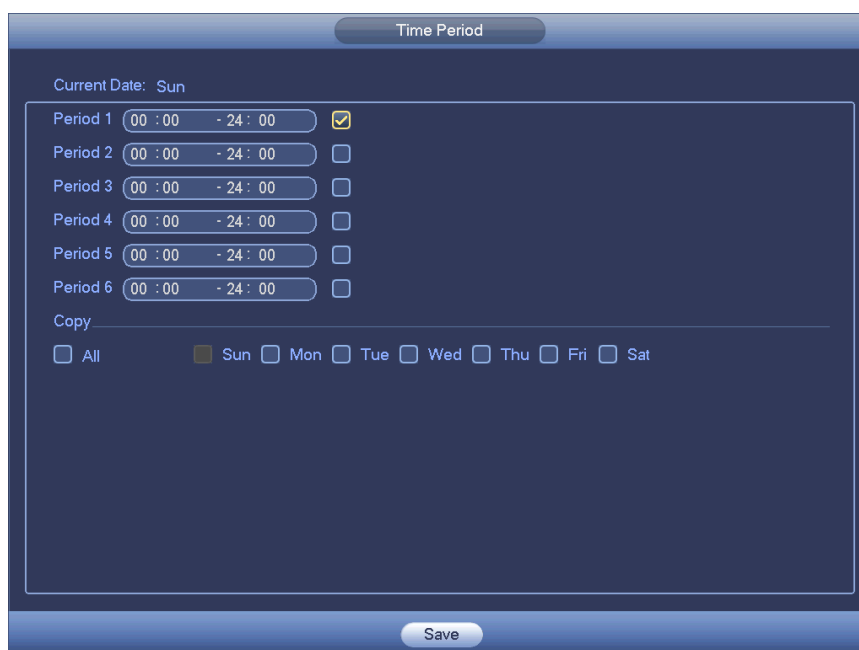 Time Period
Current Date: Sun
Period 1 00 :00 - 24 : 00
Period 2 00 :00 - 24 : 00
Period 3 00 :00 - 24 : 00
Period 4 00 :00 - 24 : 00
Period 5 00 :00 - 24 : 00
Period 6 00 :00 - 24 : 00
Copy
All Sun Mon Tue Wed Thu Fri Sat
Save